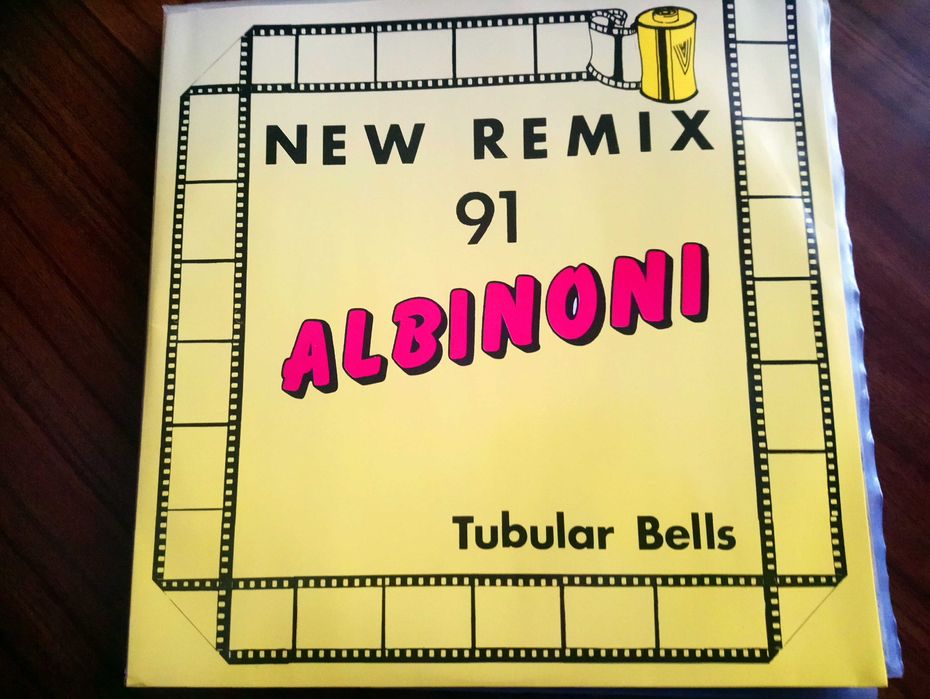 NEW REMIX
91
ALBINONI
Tubular Bells